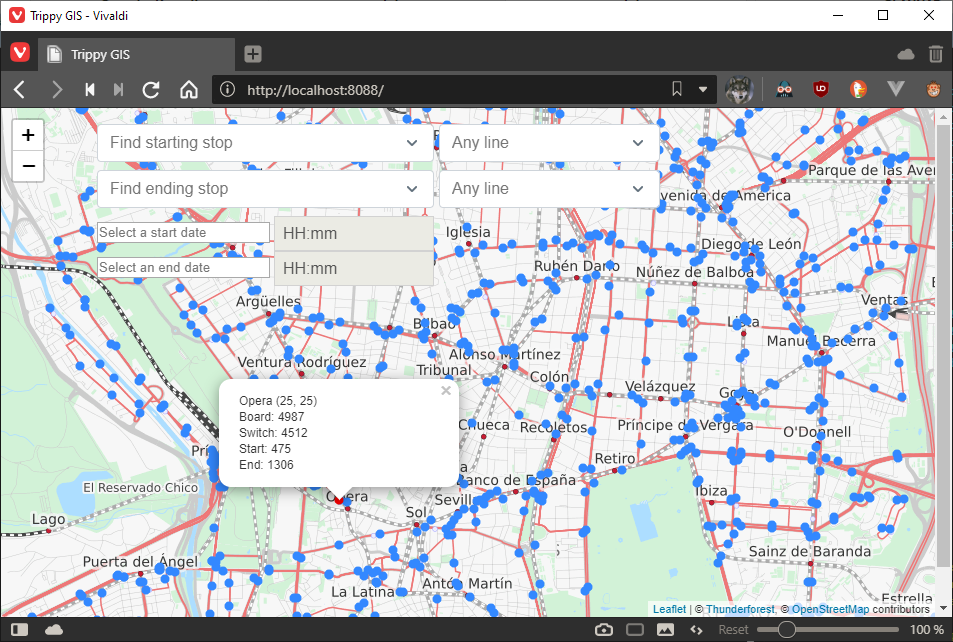 Trippy GIS - Vivaldi
Trippy GIS
http://localhost:8088/
+
−
Find starting stop
Any line
Find ending stop
Any line
Select a start date
HH:mm
Select an end date
HH:mm
Parque de las Aven
venida de América
Iglesia
Diego de León
Rubén Darío
Núñez de Balboa
Argüelles
Ventas
Bilbao
Lista
Manuel Becerra
Alonso Martínez
Ventura Rodríguez
Tribunal
Colón
Velázquez
Goya
Opera (25, 25)
Board: 4987
Switch: 4512
Start: 475
End: 1306
×
Chueca
Recoletos
Príncipe de Vergara
O'Donnell
Prí
Retiro
Banco de España
El Reservado Chico
Opera
Sevill
Ibiza
Lago
Sol
Sainz de Baranda
Puerta del Ángel
Antón Martín
La Latina
Estrella
Leaflet | © Thunderforest, © OpenStreetMap contributors
Reset
100 %